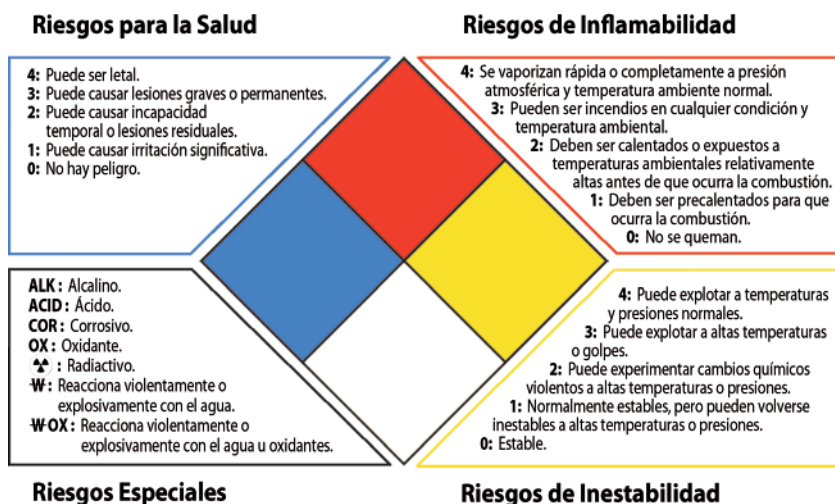 Riesgos para la Salud
4: Puede ser letal.
3: Puede causar lesiones graves o permanentes.
2: Puede causar incapacidad
temporal o lesiones residuales.
1: Puede causar irritación significativa.
0: No hay peligro.
Riesgos de Inflamabilidad
4: Se vaporizan rápida o completamente a presión
atmosférica y temperatura ambiente normal.
3: Pueden ser incendios en cualquier condición y
temperatura ambiental.
2: Deben ser calentados o expuestos a
temperaturas ambientales relativamente
altas antes de que ocurra la combustión.
1: Deben ser precalentados para que
ocurra la combustión.
0: No se queman.
ALK : Alcalino.
ACID : Ácido.
COR : Corrosivo.
OX : Oxidante.
☢ : Radiactivo.
W : Reacciona violentamente o
explosivamente con el agua.
W OX : Reacciona violentamente o
explosivamente con el agua u oxidantes.
Riesgos Especiales
4: Puede explotar a temperaturas
y presiones normales.
3: Puede explotar a altas temperaturas
o golpes.
2: Puede experimentar cambios químicos
violentos a altas temperaturas o presiones.
1: Normalmente estables, pero pueden volverse
inestables a altas temperaturas o presiones.
0: Estable.
Riesgos de Inestabilidad